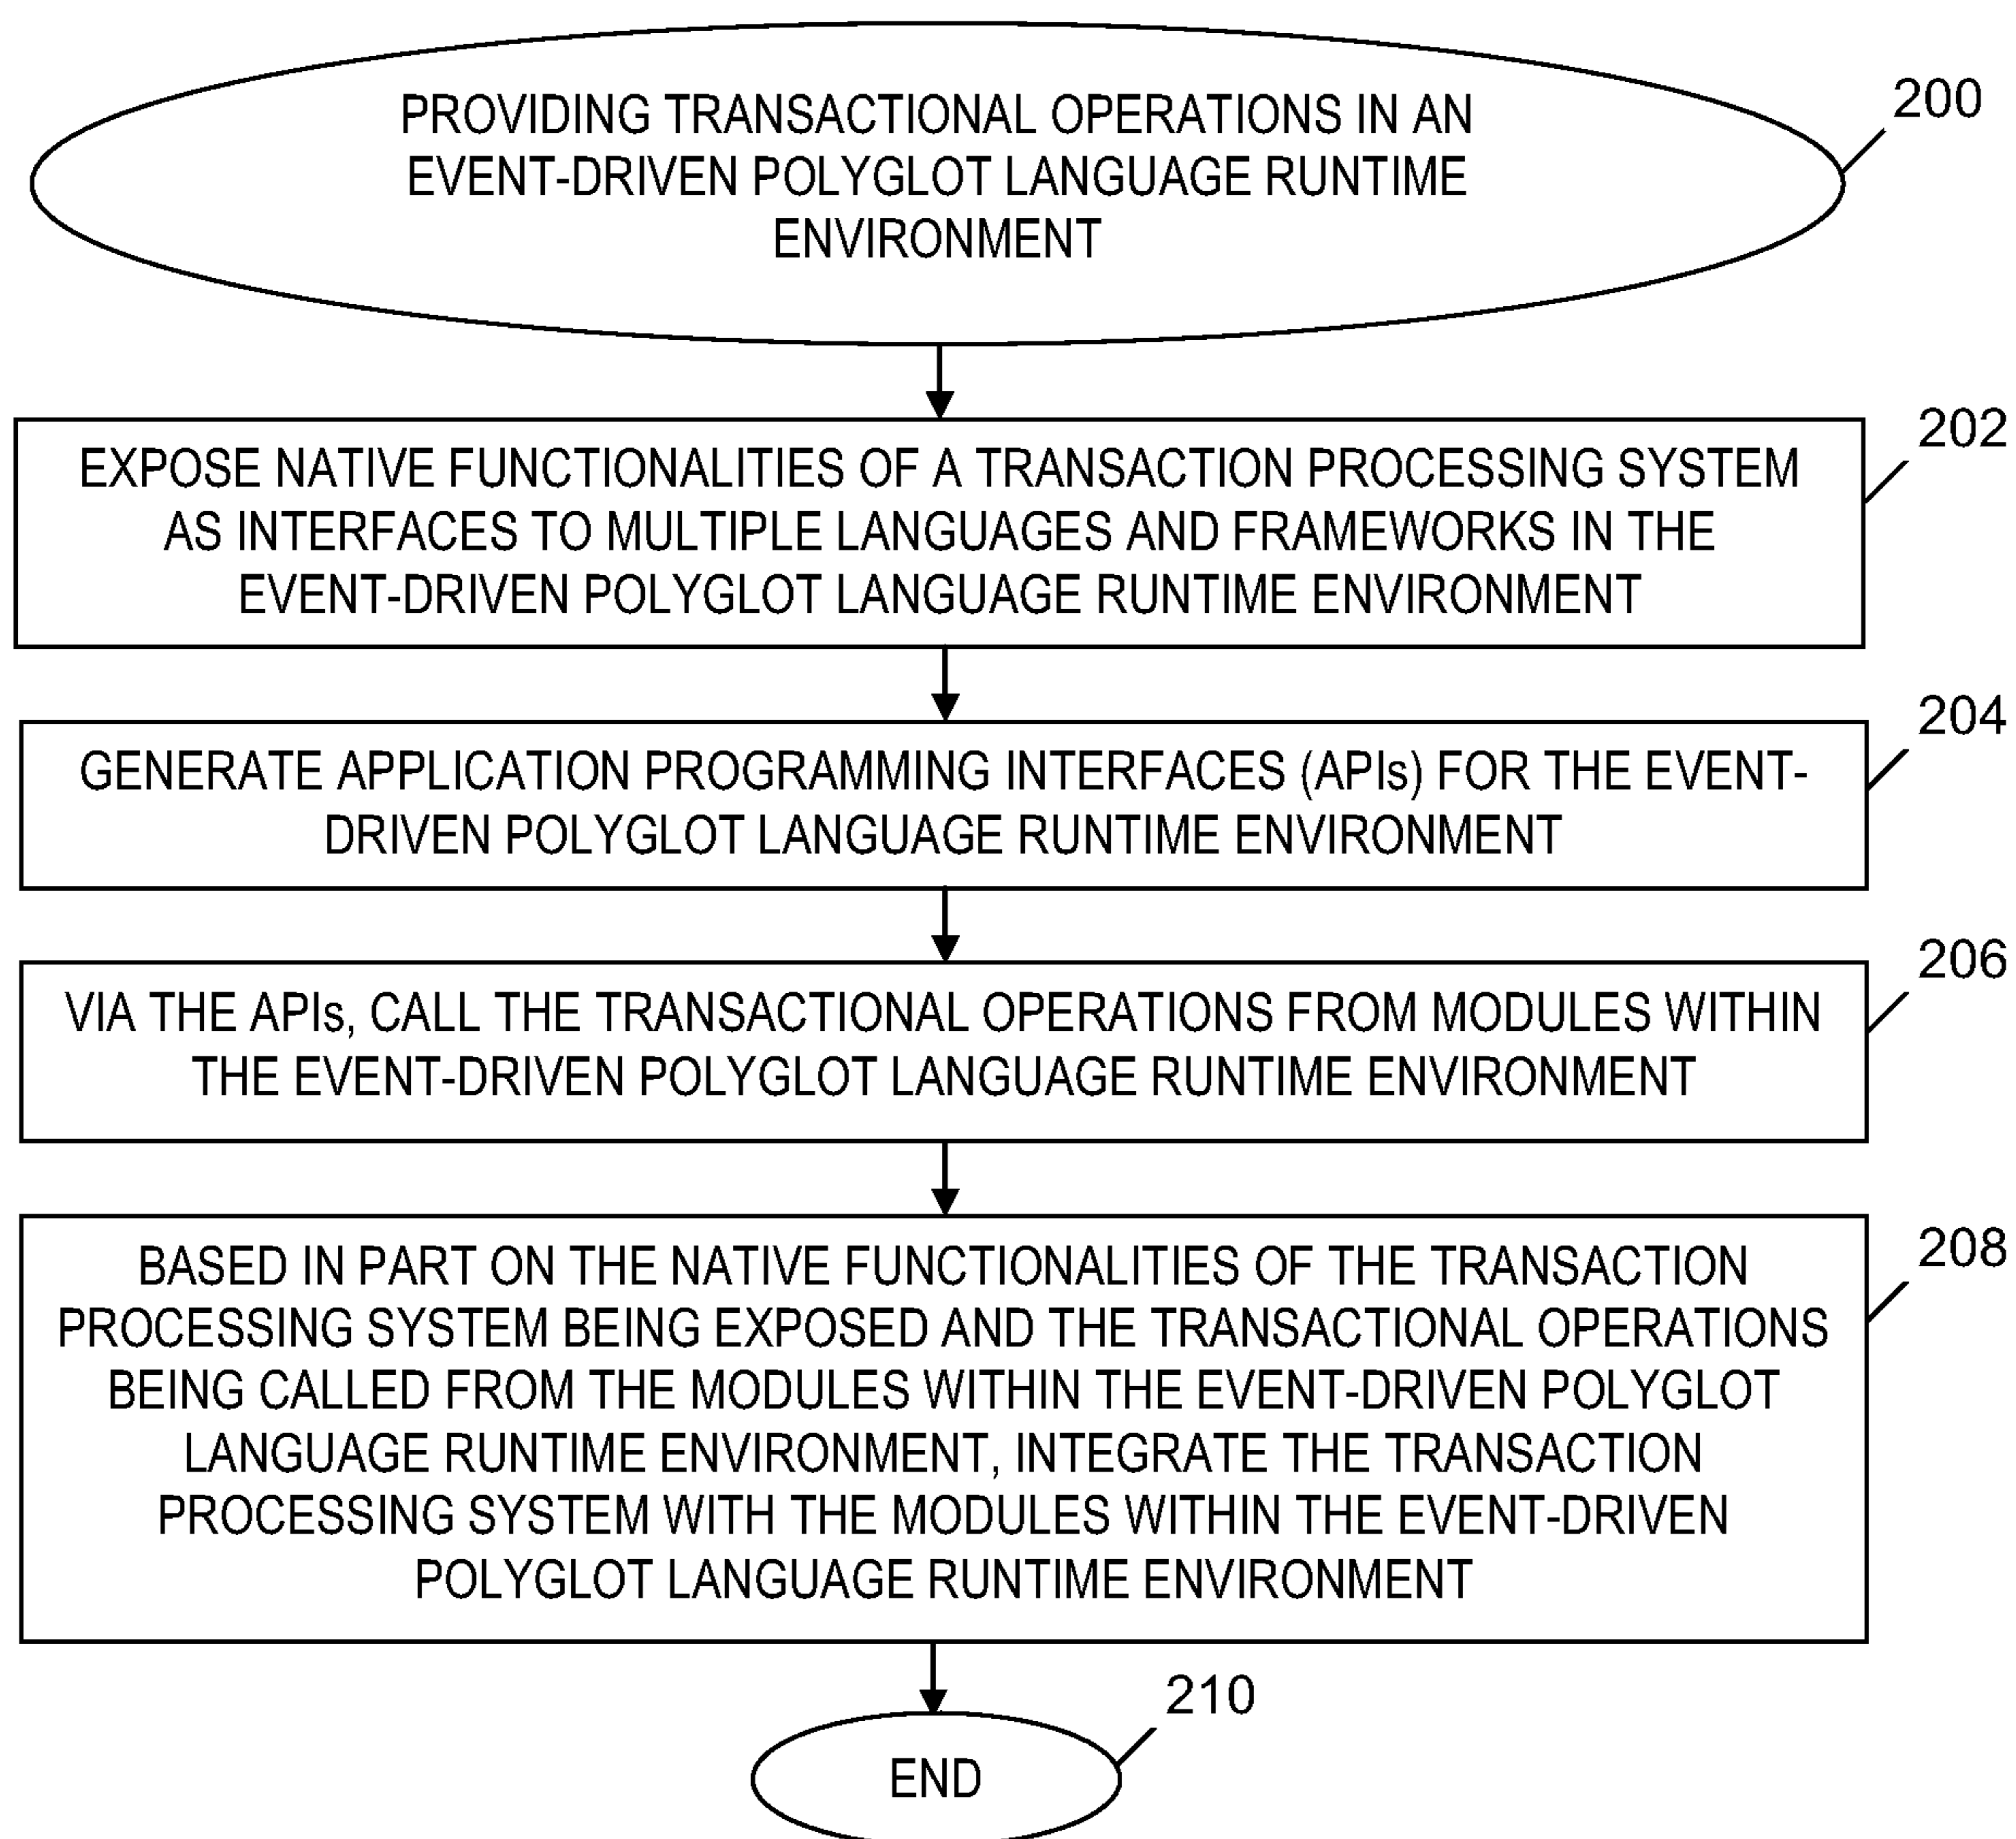 PROVIDING TRANSACTIONAL OPERATIONS IN AN
EVENT-DRIVEN POLYGLOT LANGUAGE RUNTIME
ENVIRONMENT
200
EXPOSE NATIVE FUNCTIONALITIES OF A TRANSACTION PROCESSING SYSTEM
AS INTERFACES TO MULTIPLE LANGUAGES AND FRAMEWORKS IN THE
EVENT-DRIVEN POLYGLOT LANGUAGE RUNTIME ENVIRONMENT
202
GENERATE APPLICATION PROGRAMMING INTERFACES (APIs) FOR THE EVENT-
DRIVEN POLYGLOT LANGUAGE RUNTIME ENVIRONMENT
204
VIA THE APIs, CALL THE TRANSACTIONAL OPERATIONS FROM MODULES WITHIN
THE EVENT-DRIVEN POLYGLOT LANGUAGE RUNTIME ENVIRONMENT
206
BASED IN PART ON THE NATIVE FUNCTIONALITIES OF THE TRANSACTION
PROCESSING SYSTEM BEING EXPOSED AND THE TRANSACTIONAL OPERATIONS
BEING CALLED FROM THE MODULES WITHIN THE EVENT-DRIVEN POLYGLOT
LANGUAGE RUNTIME ENVIRONMENT, INTEGRATE THE TRANSACTION
PROCESSING SYSTEM WITH THE MODULES WITHIN THE EVENT-DRIVEN
POLYGLOT LANGUAGE RUNTIME ENVIRONMENT
208
END
210